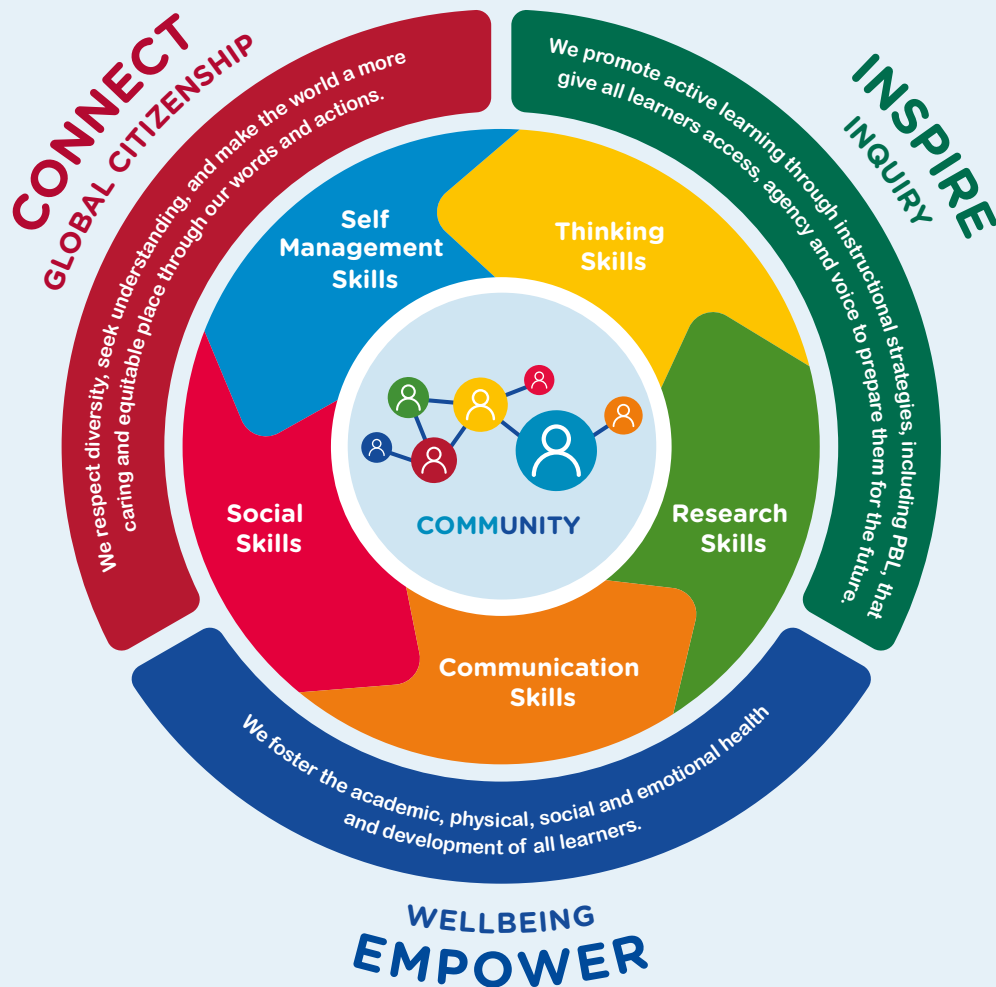 CONNECT
GLOBAL CITIZENSHIP
We respect diversity, seek understanding, and make the world a more
caring and equitable place through our words and actions.
INSPIRE
INQUIRY
We promote active learning through instructional strategies, including PBL, that
give all learners access, agency and voice to prepare them for the future.
Self
Management
Skills
Thinking
Skills
Social
Skills
Research
Skills
Communication
Skills
COMMUNITY
We foster the academic, physical, social and emotional health
and development of all learners.
WELLBEING
EMPOWER